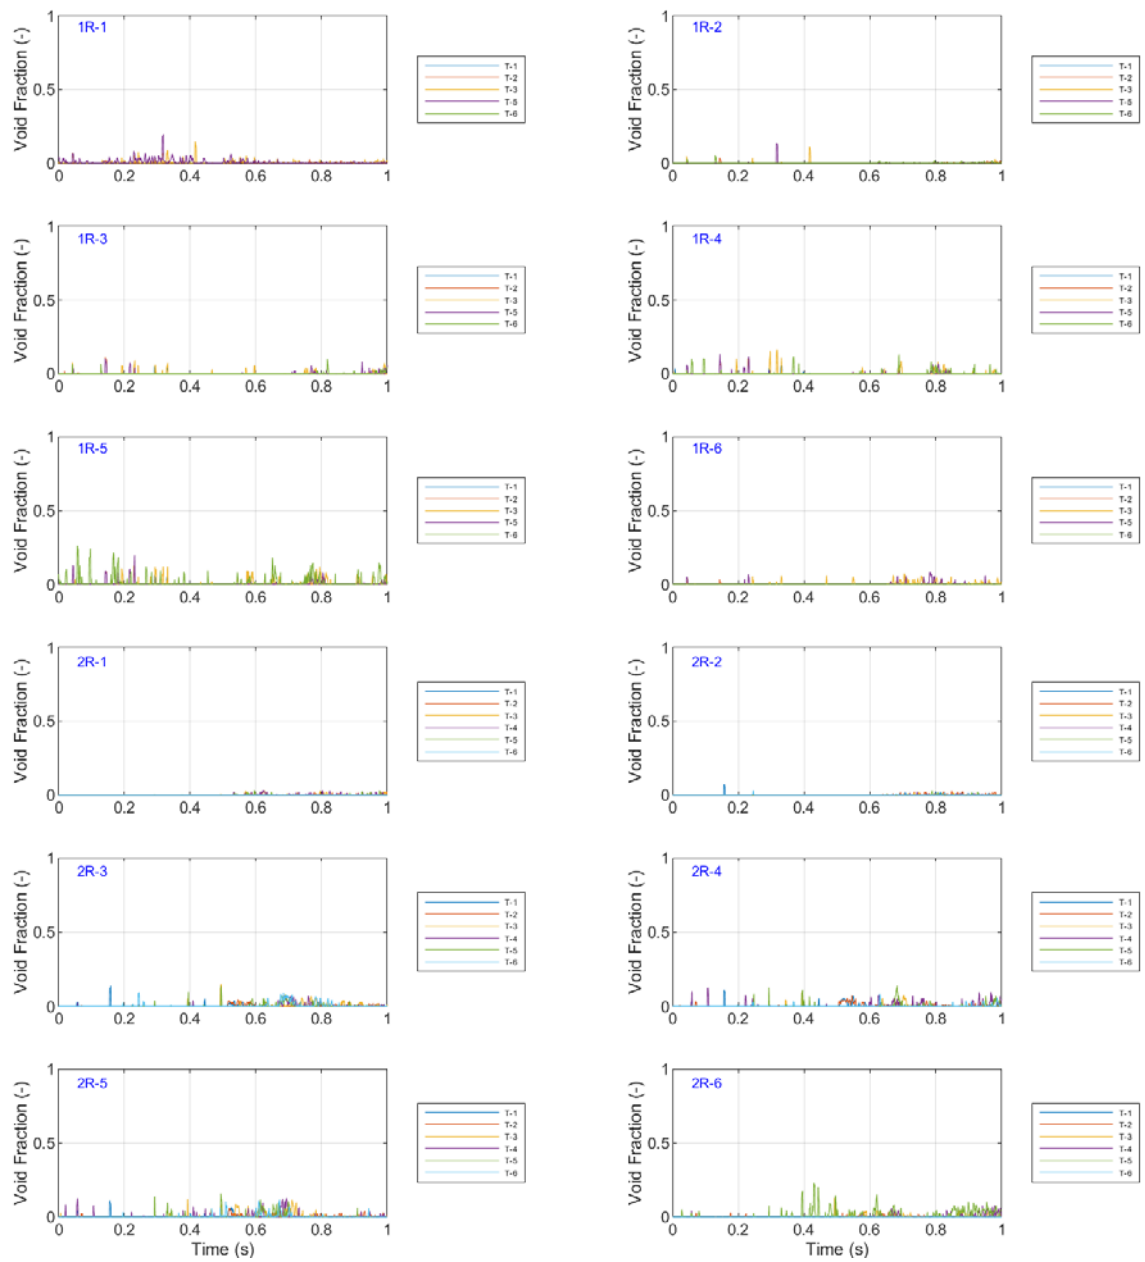 1R-1
Void Fraction (-)
1
0.5
0
0 0.2 0.4 0.6 0.8 1
T-1
T-2
T-3
T-5
T-6
1R-2
Void Fraction (-)
1
0.5
0
0 0.2 0.4 0.6 0.8 1
T-1
T-2
T-3
T-5
T-6
1R-3
Void Fraction (-)
1
0.5
0
0 0.2 0.4 0.6 0.8 1
T-1
T-2
T-3
T-5
T-6
1R-4
Void Fraction (-)
1
0.5
0
0 0.2 0.4 0.6 0.8 1
T-1
T-2
T-3
T-5
T-6
1R-5
Void Fraction (-)
1
0.5
0
0 0.2 0.4 0.6 0.8 1
T-1
T-2
T-3
T-5
T-6
1R-6
Void Fraction (-)
1
0.5
0
0 0.2 0.4 0.6 0.8 1
T-1
T-2
T-3
T-5
T-6
2R-1
Void Fraction (-)
1
0.5
0
0 0.2 0.4 0.6 0.8 1
T-1
T-2
T-3
T-4
T-5
T-6
2R-2
Void Fraction (-)
1
0.5
0
0 0.2 0.4 0.6 0.8 1
T-1
T-2
T-3
T-4
T-5
T-6
2R-3
Void Fraction (-)
1
0.5
0
0 0.2 0.4 0.6 0.8 1
T-1
T-2
T-3
T-4
T-5
T-6
2R-4
Void Fraction (-)
1
0.5
0
0 0.2 0.4 0.6 0.8 1
T-1
T-2
T-3
T-4
T-5
T-6
2R-5
Void Fraction (-)
1
0.5
0
0 0.2 0.4 0.6 0.8 1
Time (s)
T-1
T-2
T-3
T-4
T-5
T-6
2R-6
Void Fraction (-)
1
0.5
0
0 0.2 0.4 0.6 0.8 1
Time (s)
T-1
T-2
T-3
T-4
T-5
T-6